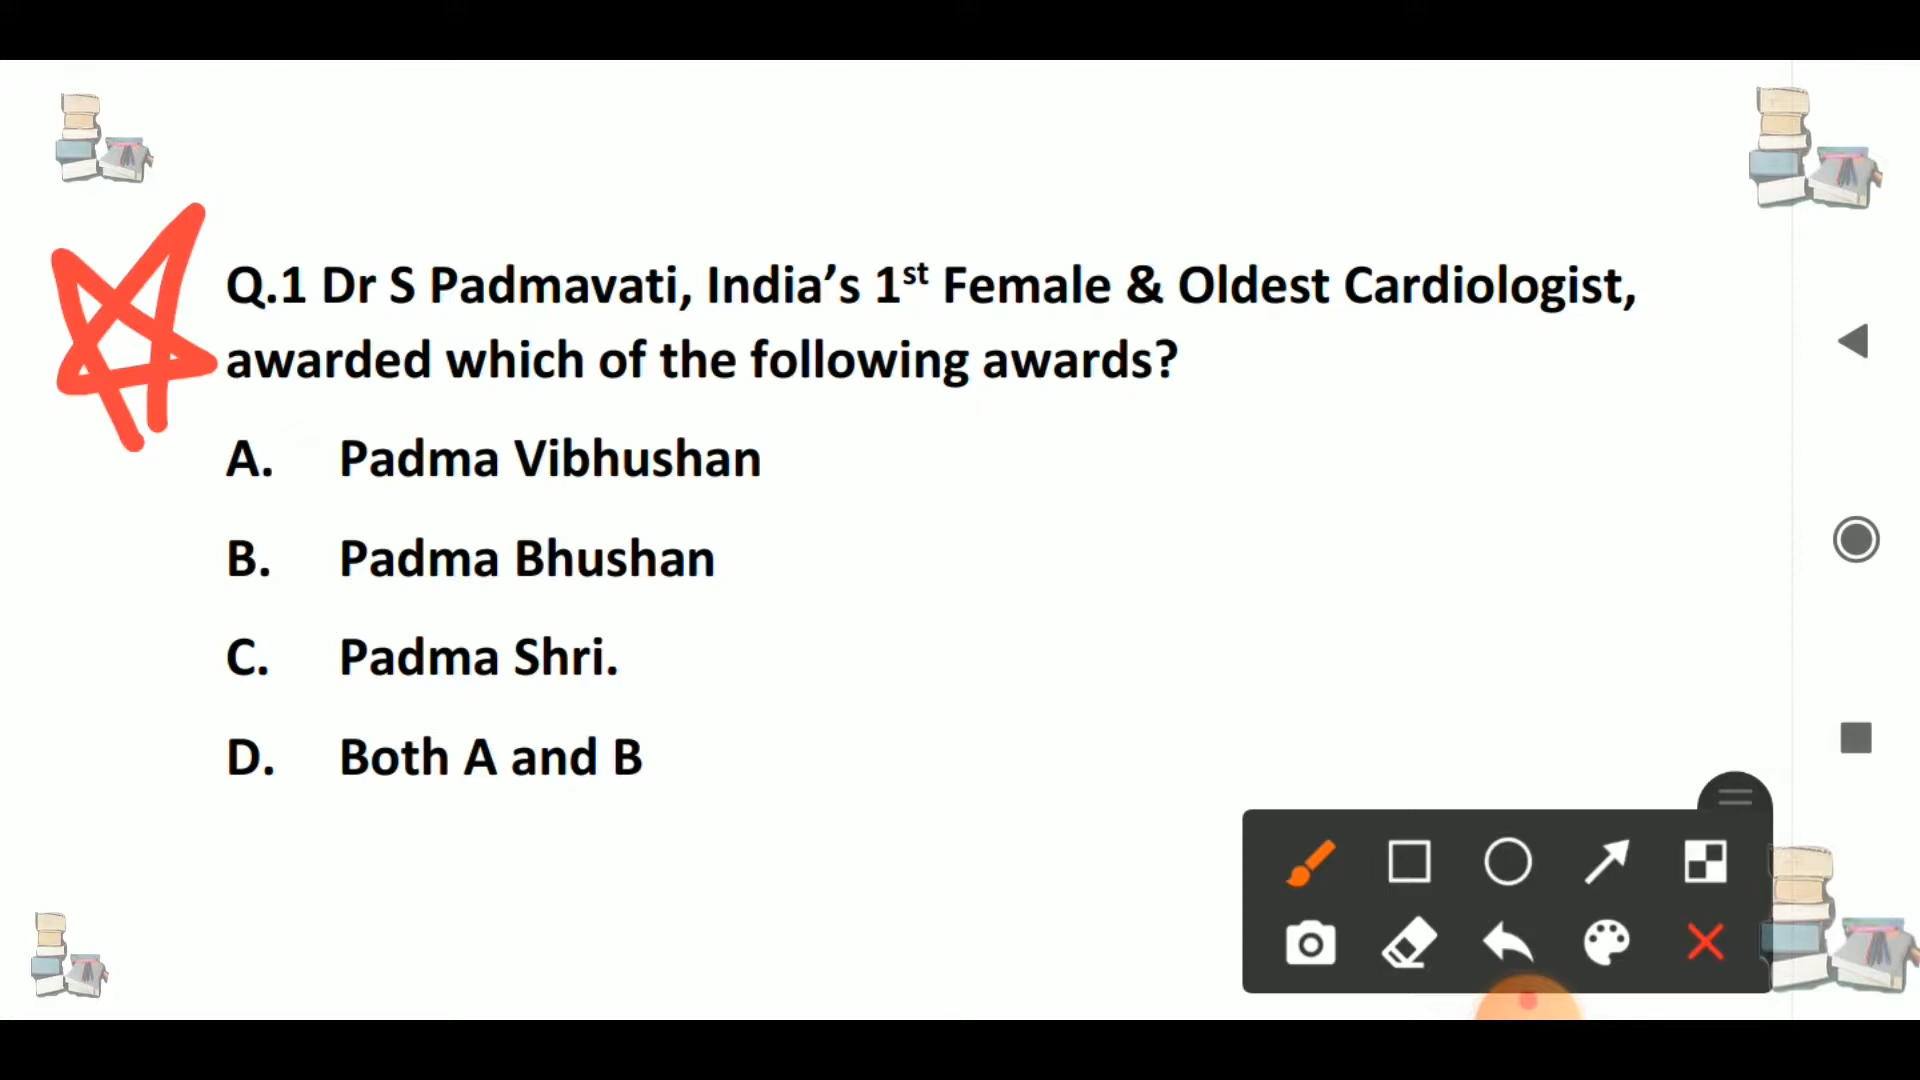 Q.1 Dr S Padmavati, India’s 1st Female & Oldest Cardiologist,
awarded which of the following awards?
A. Padma Vibhushan
B. Padma Bhushan
C. Padma Shri.
D. Both A and B